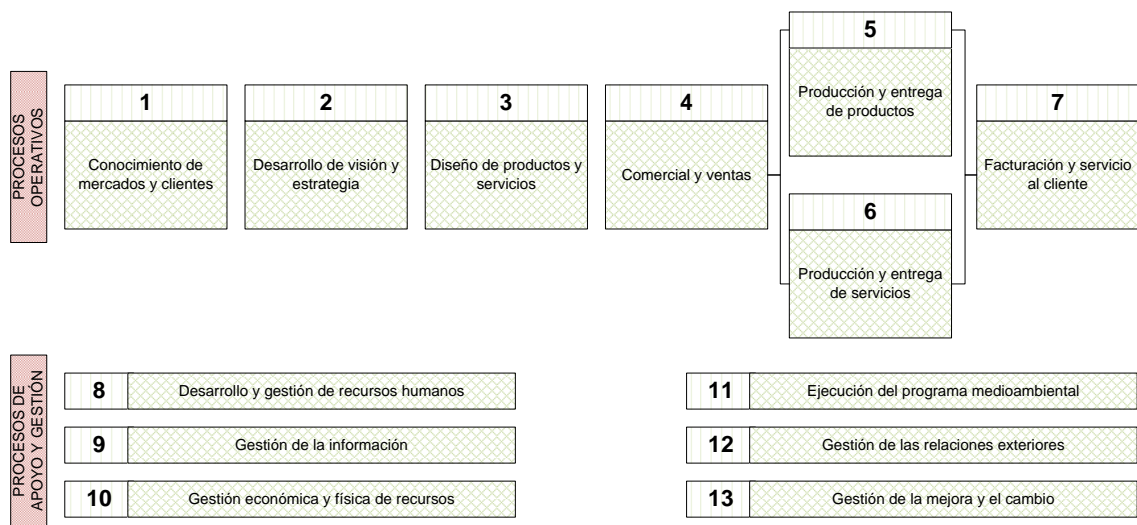 PROCESOS
OPERATIVOS
1
Conocimiento de
mercados y clientes
2
Desarrollo de visión y
estrategia
3
Diseño de productos y
servicios
4
Comercial y ventas
5
Producción y entrega
de productos
6
Producción y entrega
de servicios
7
Facturación y servicio
al cliente
PROCESOS DE
APOYO Y GESTIÓN
8
Desarrollo y gestión de recursos humanos
9
Gestión de la información
10
Gestión económica y física de recursos
11
Ejecución del programa medioambiental
12
Gestión de las relaciones exteriores
13
Gestión de la mejora y el cambio